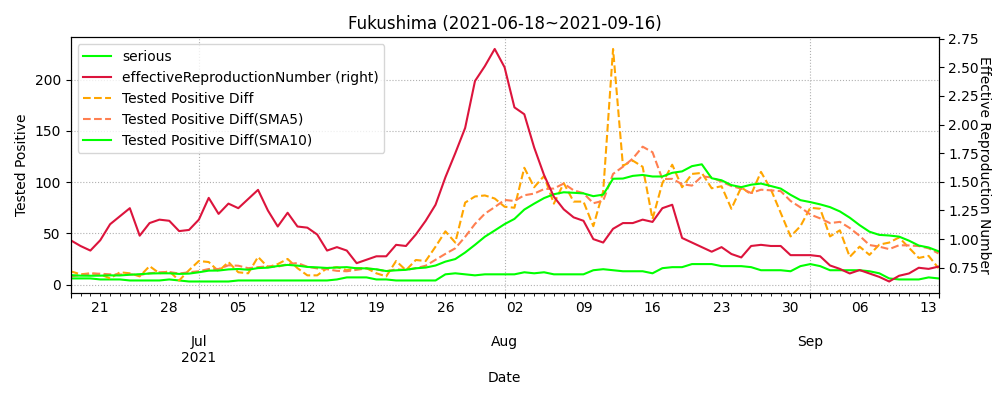 Fukushima (2021-06-18~2021-09-16)
serious
effectiveReproductionNumber (right)
Tested Positive Diff
Tested Positive Diff(SMA5)
Tested Positive Diff(SMA10)
Tested Positive
200
150
100
50
0
2.75
2.50
2.25
2.00
1.75
1.50
1.25
1.00
0.75
Effective Reproduction Number
21 28 05 12 19 26 02 09 16 23 30 06 13
Jul Aug Sep
2021
Date